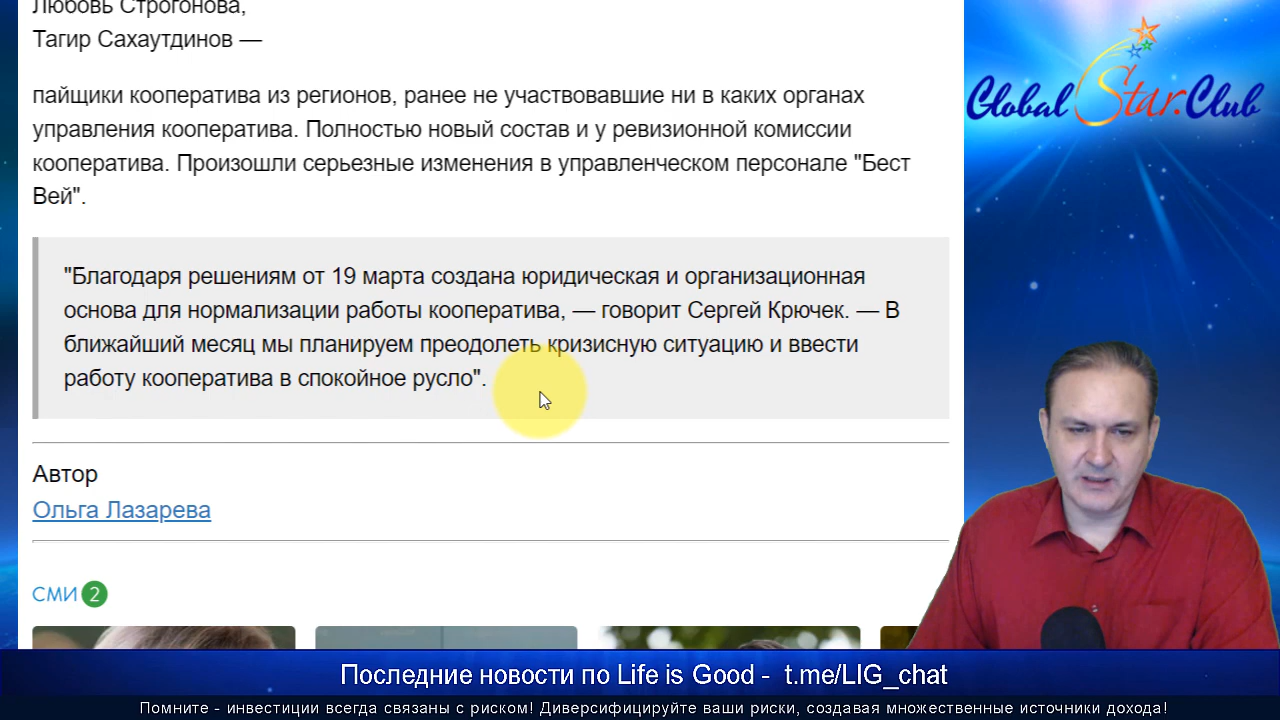 Любовь Строгонова,
Тагир Сахаутдинов —
пайщики кооператива из регионов, ранее не участвовавшие ни в каких органах
управления кооператива. Полностью новый состав и у ревизионной комиссии
кооператива. Произошли серьезные изменения в управленческом персонале "Бест
Вей".
"Благодаря решениям от 19 марта создана юридическая и организационная
основа для нормализации работы кооператива, — говорит Сергей Крючек. — В
ближайший месяц мы планируем преодолеть кризисную ситуацию и ввести
работу кооператива в спокойное русло".
Автор
Ольга Лазарева
СМИ 2
Global Star.Club
Последние новости по Life is Good - t.me/LIG_chat
Помните - инвестиции всегда связаны с риском! Диверсифицируйте ваши риски, создавая множественные источники дохода!